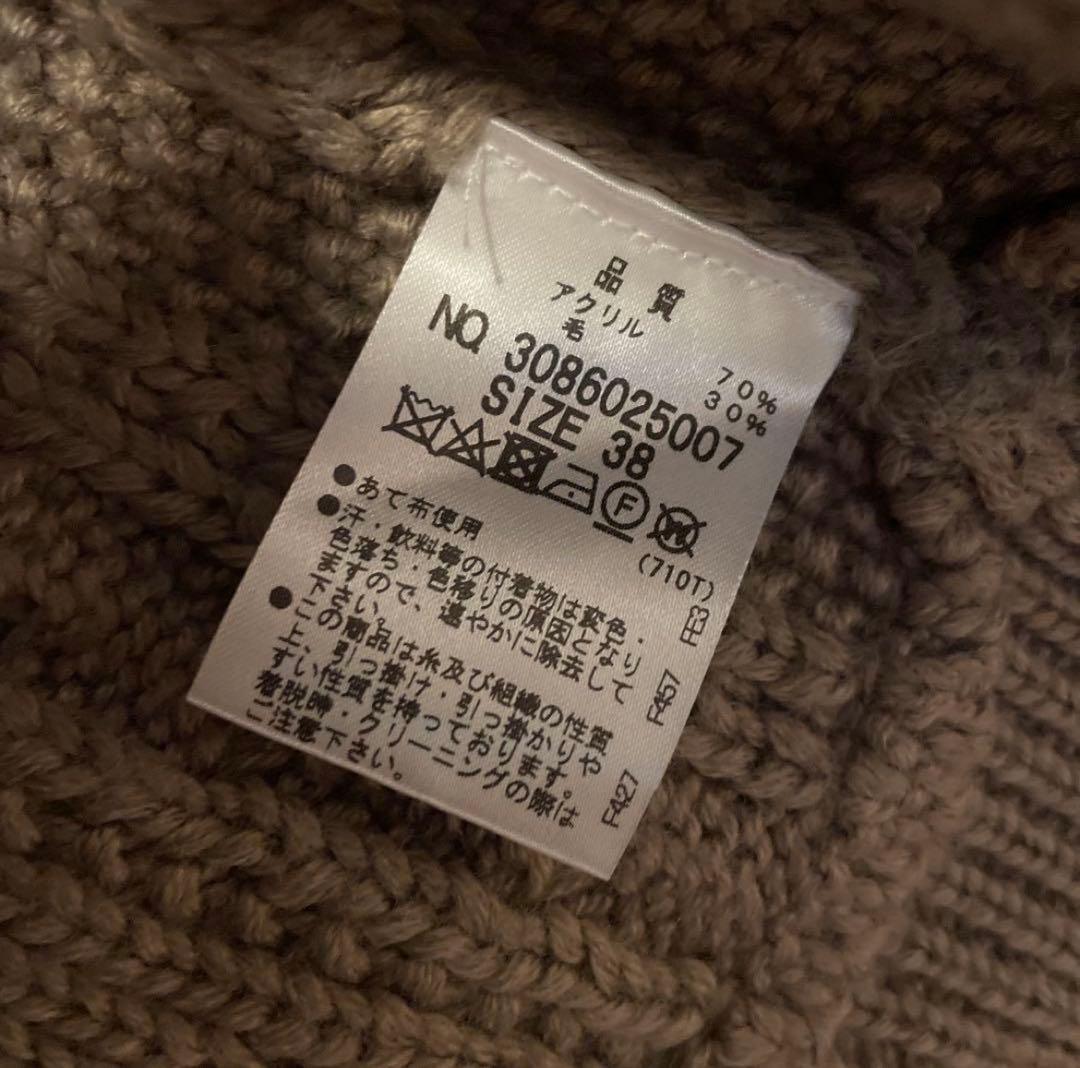 品質
アクリル 70%
毛 30%
NO. 3086025007
SIZE 38
F W
(710T)
●あて布使用
●汗・飲料等の付着物は変色・
色落ち・色移りの原因となり
ますので、速やかに除去して
下さい。
●この商品は糸及び組織の性質
上、引っ掛け・引っ掛かりや
すい性質を持っております。
着脱時・クリーニングの際は
ご注意下さい。
FE3
F457
F427